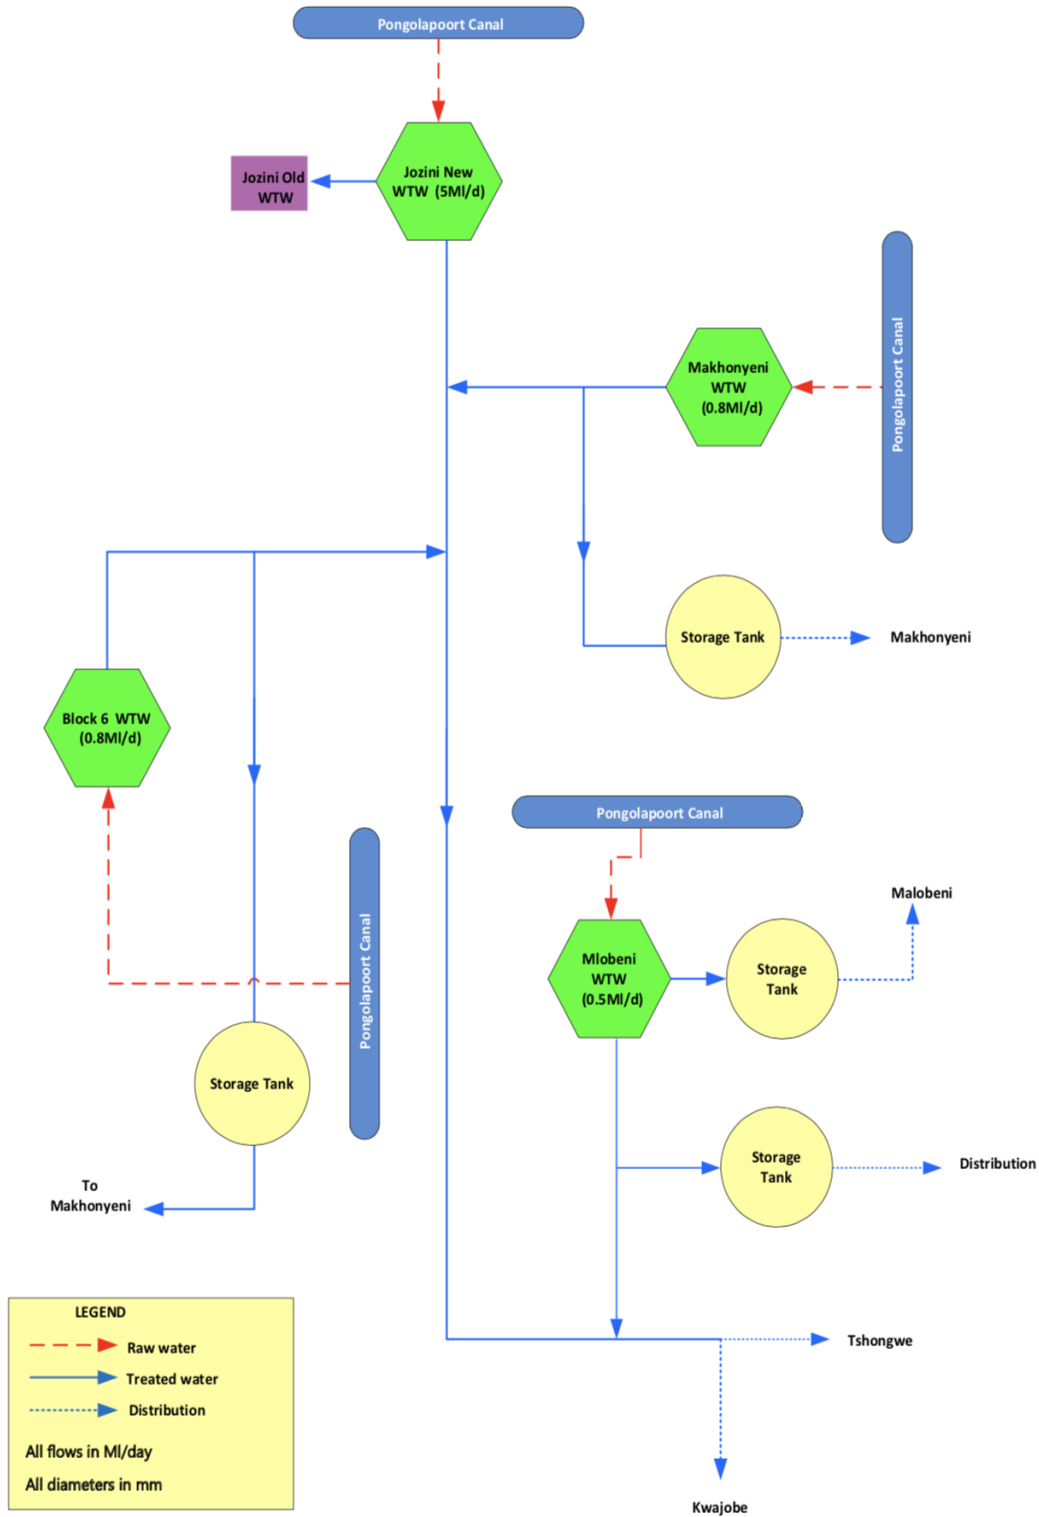 Pongolapoort Canal
Jozini New
WTW (5Ml/d)
Jozini Old
WTW
Pongolapoort Canal
Makhonyeni
WTW
(0.8Ml/d)
Storage Tank
Makhonyeni
Block 6 WTW
(0.8Ml/d)
Pongolapoort Canal
Pongolapoort Canal
Malobeni
Mlobeni
WTW
(0.5Ml/d)
Storage
Tank
Storage Tank
Storage
Tank
Distribution
To
Makhonyeni
LEGEND
Raw water
Treated water
Distribution
All flows in Ml/day
All diameters in mm
Tshongwe
Kwajobe